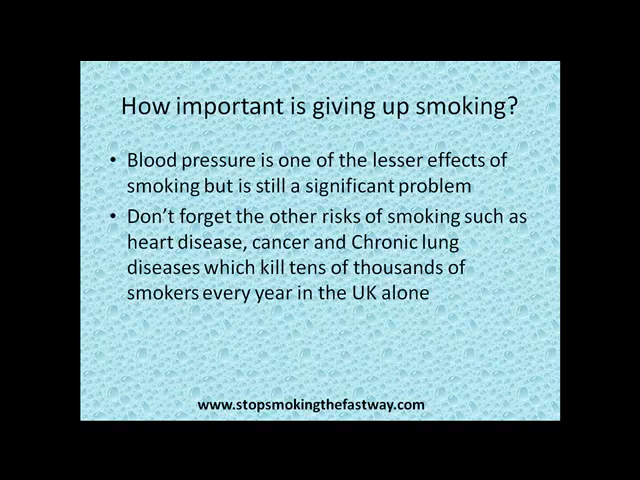 How important is giving up smoking?
• Blood pressure is one of the lesser effects of
smoking but is still a significant problem
• Don’t forget the other risks of smoking such as
heart disease, cancer and Chronic lung
diseases which kill tens of thousands of
smokers every year in the UK alone
www.stopsmokingthefastway.com